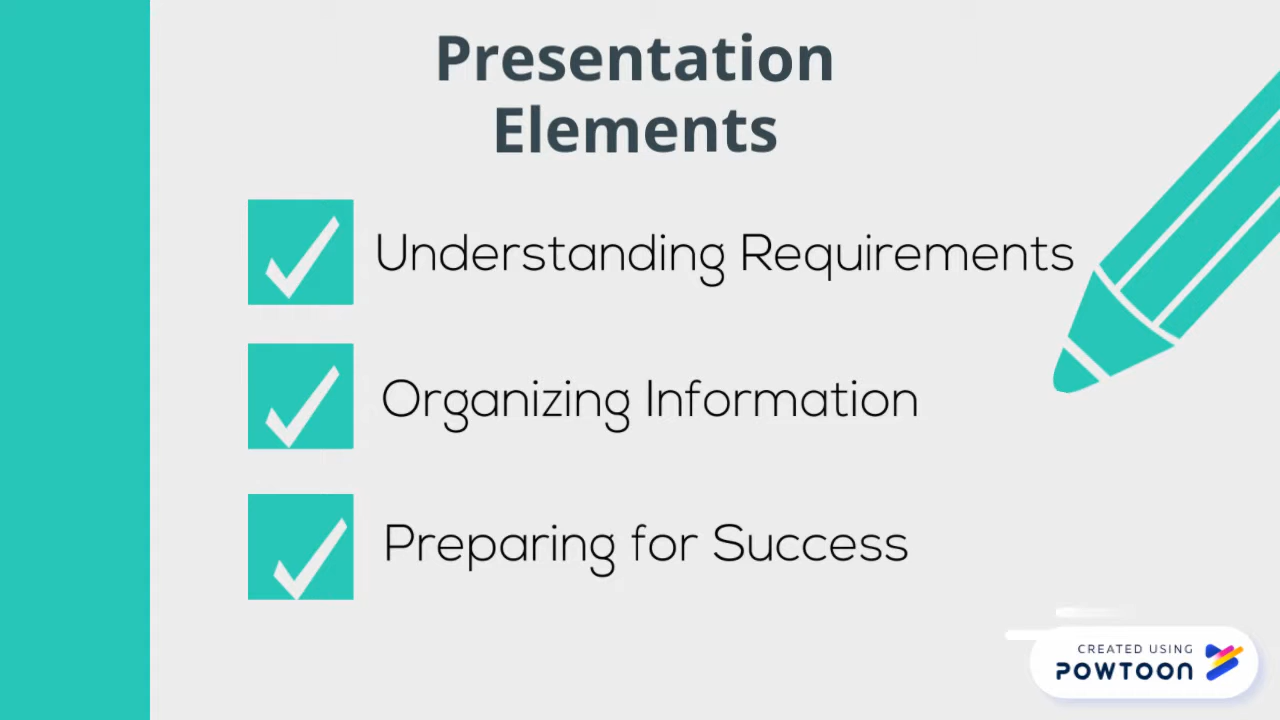 Presentation
Elements
Understanding Requirements
Organizing Information
Preparing for Success
CREATED USING
POWTOON